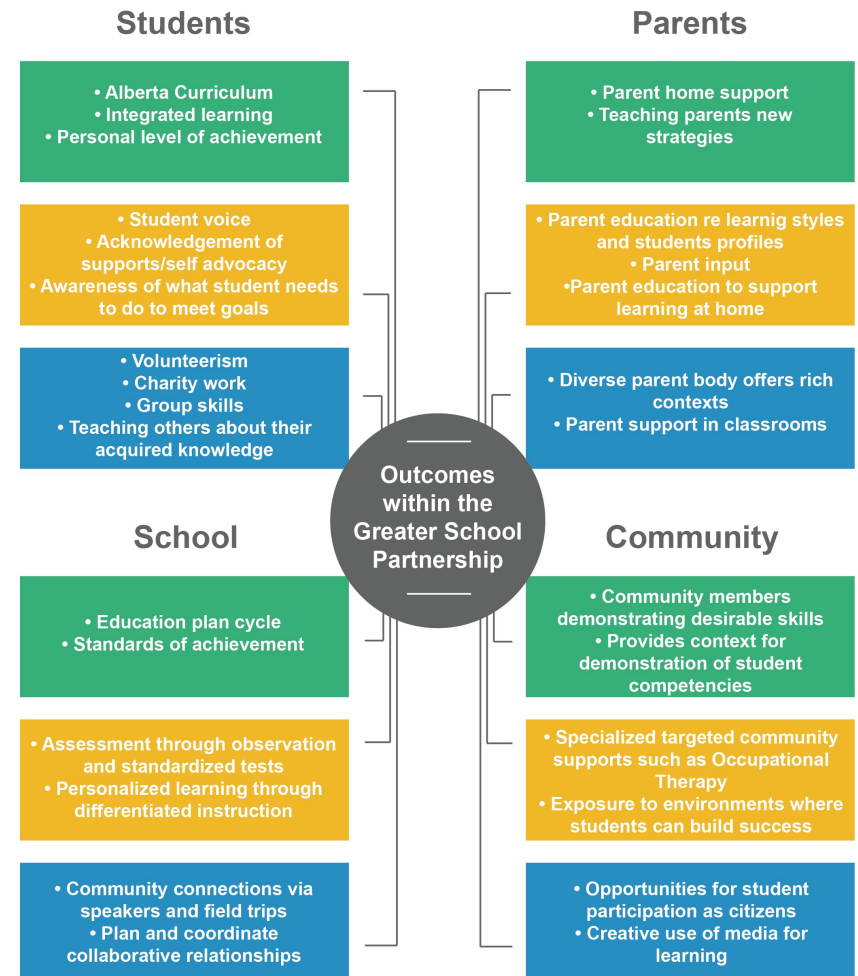 Students
• Alberta Curriculum
• Integrated learning
• Personal level of achievement
• Student voice
• Acknowledgement of
supports/self advocacy
• Awareness of what student needs
to do to meet goals
• Volunteerism
• Charity work
• Group skills
• Teaching others about their
acquired knowledge
Parents
• Parent home support
• Teaching parents new
strategies
• Parent education re learnig styles
and students profiles
• Parent input
•Parent education to support
learning at home
• Diverse parent body offers rich
contexts
• Parent support in classrooms
Outcomes
within the
Greater School
Partnership
School
• Education plan cycle
• Standards of achievement
• Assessment through observation
and standardized tests
• Personalized learning through
differentiated instruction
• Community connections via
speakers and field trips
• Plan and coordinate
collaborative relationships
Community
• Community members
demonstrating desirable skills
• Provides context for
demonstration of student
competencies
• Specialized targeted community
supports such as Occupational
Therapy
• Exposure to environments where
students can build success
• Opportunities for student
participation as citizens
• Creative use of media for
learning